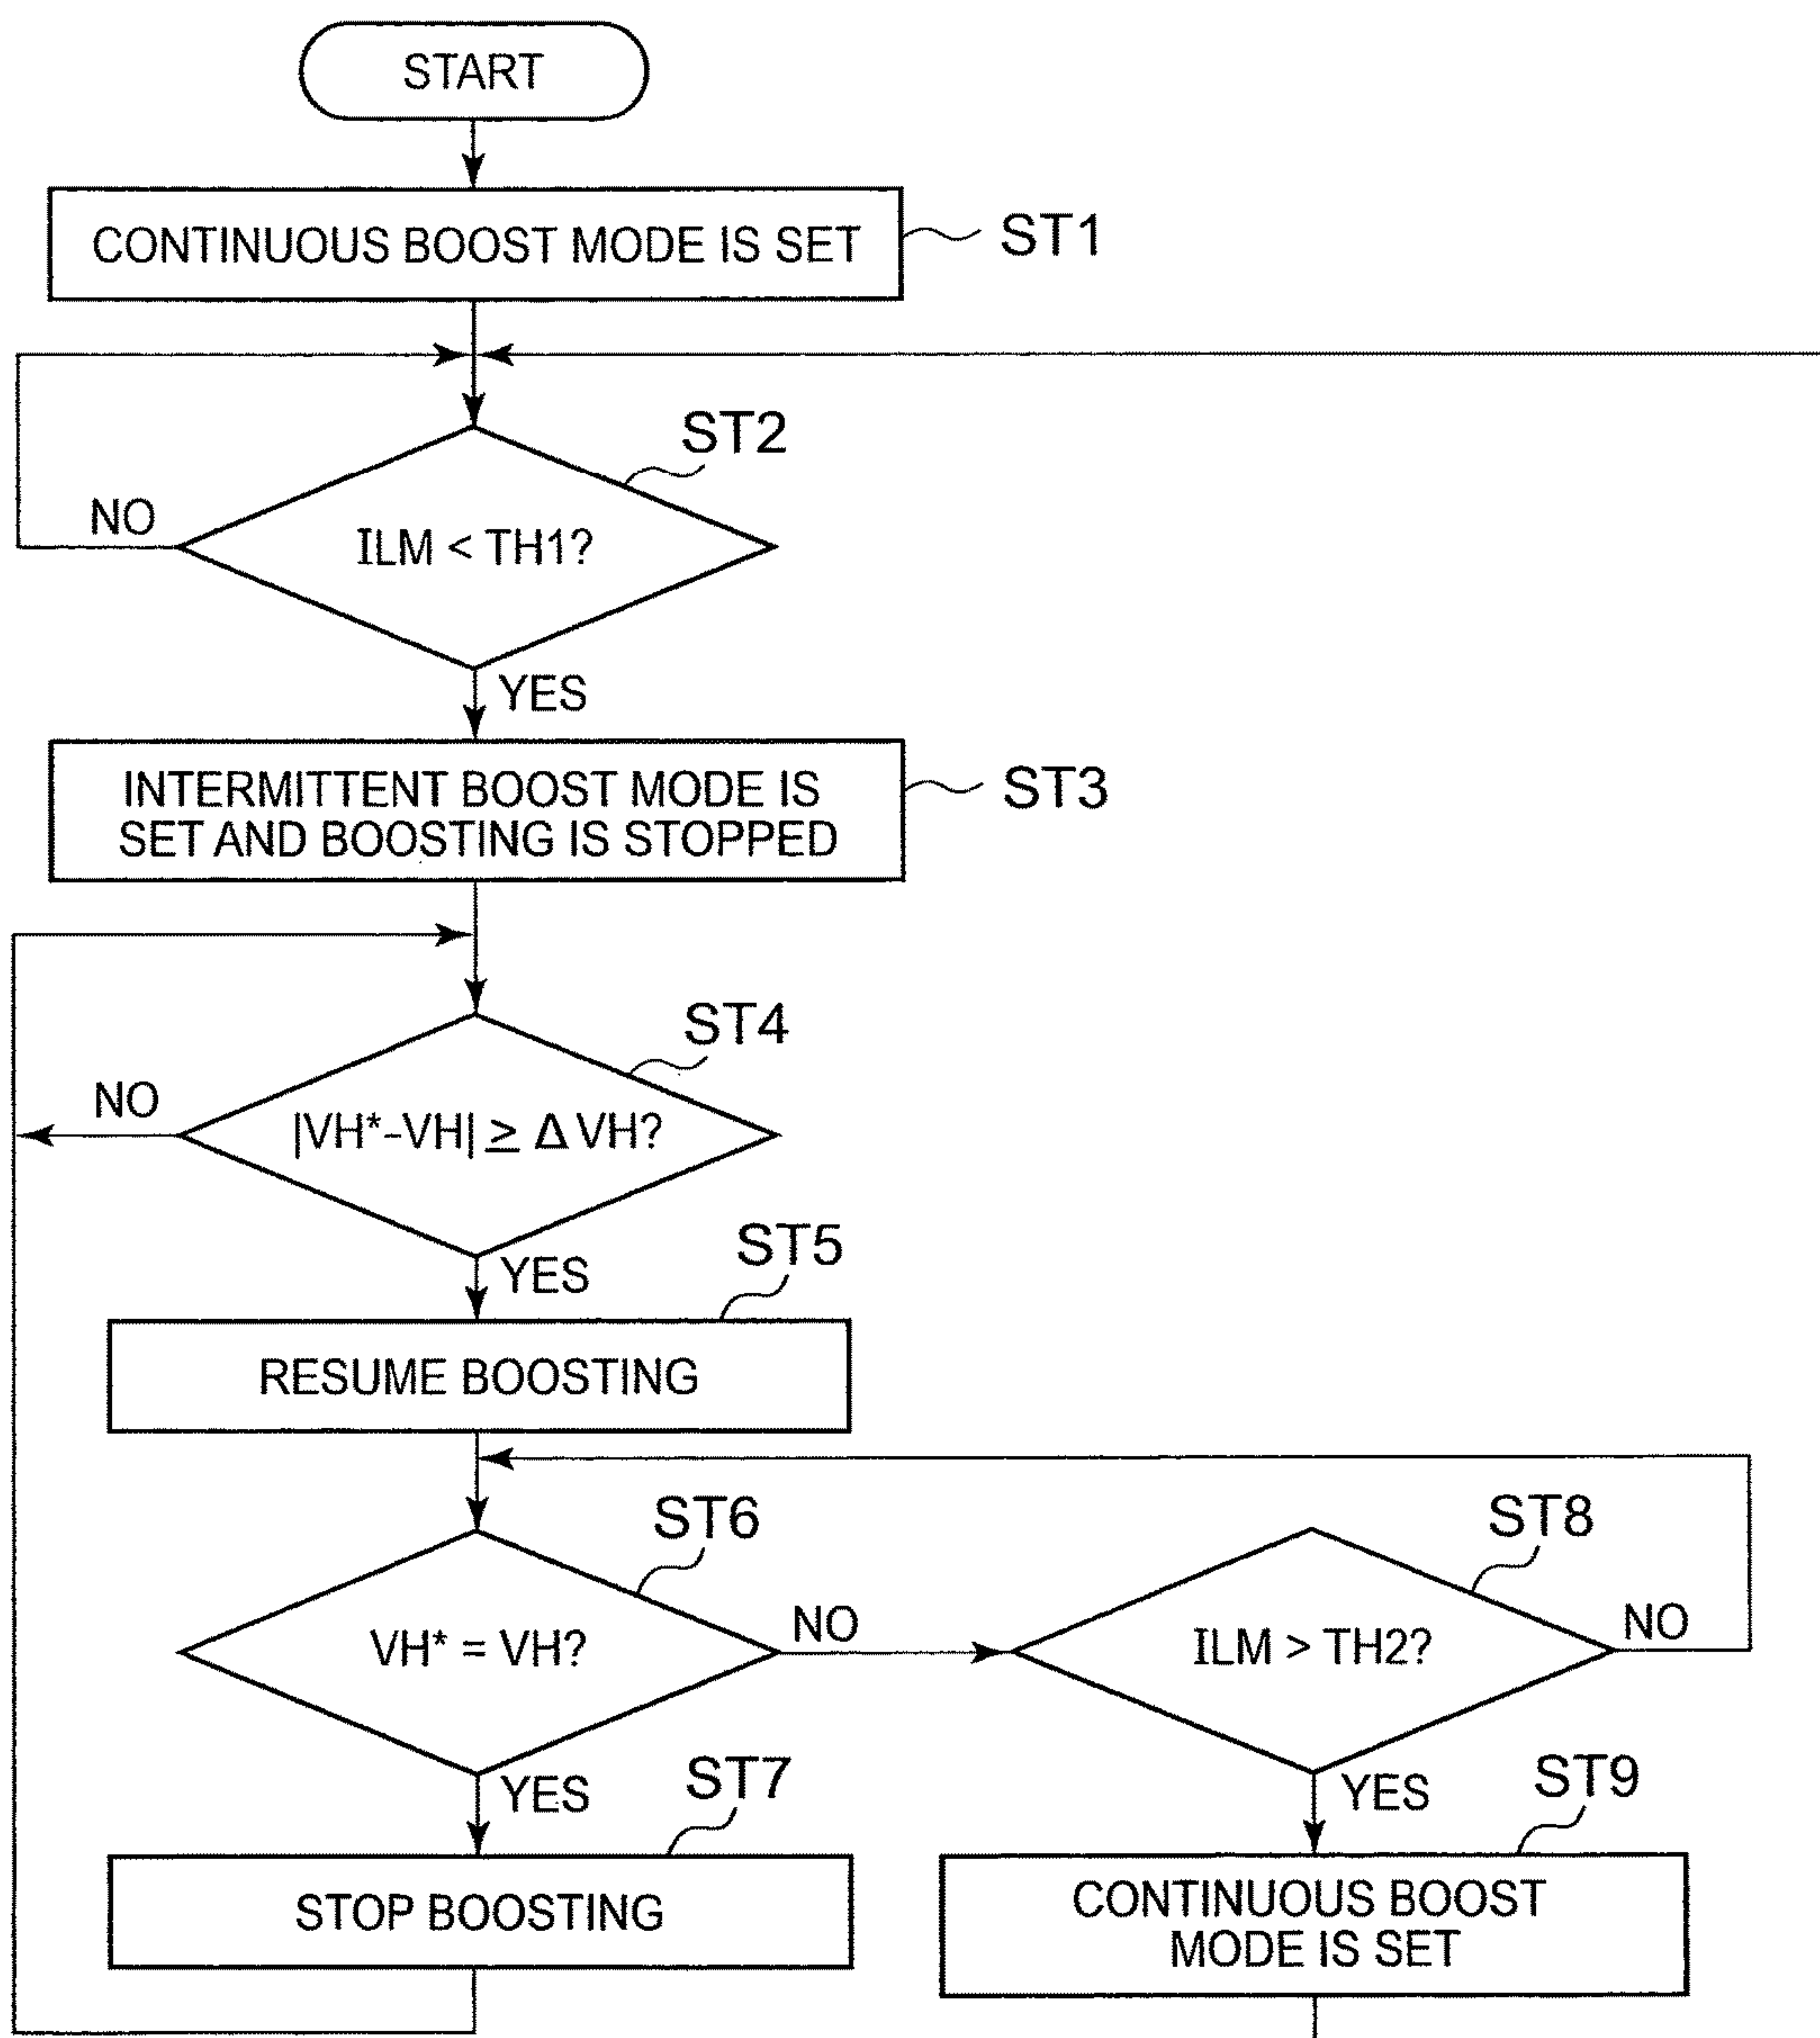 START
CONTINUOUS BOOST MODE IS SET
ST1
ST2
NO
ILM < TH1?
YES
INTERMITTENT BOOST MODE IS
SET AND BOOSTING IS STOPPED
ST3
ST4
NO
|VH*-VH| ≥ Δ VH?
YES
ST5
RESUME BOOSTING
ST6
VH* = VH?
NO
ST8
ILM > TH2?
NO
YES
ST7
STOP BOOSTING
YES
ST9
CONTINUOUS BOOST
MODE IS SET